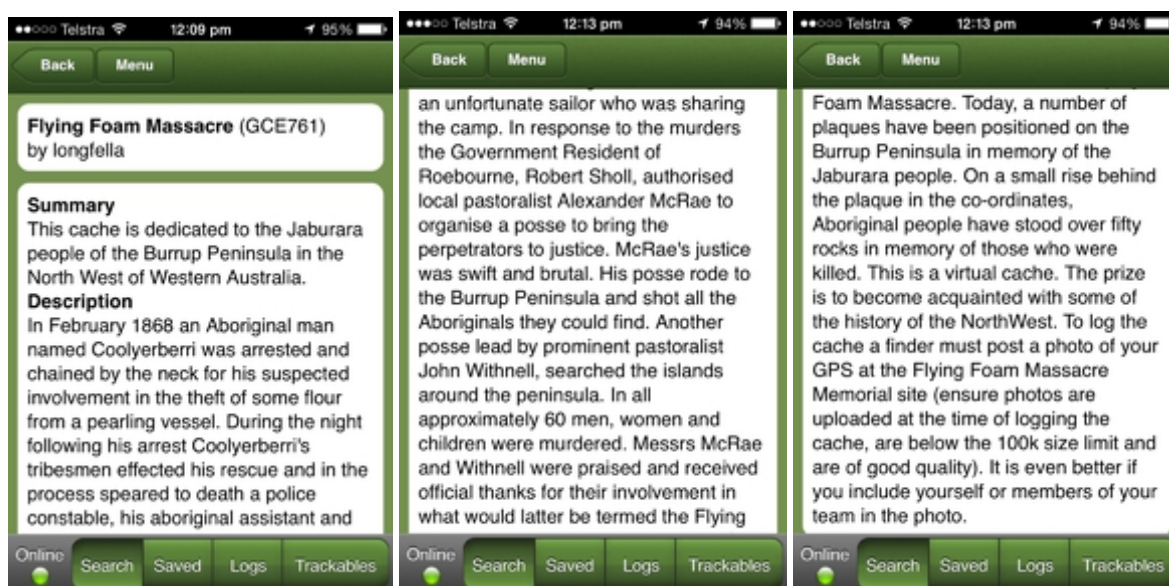 Telstra 12:09 pm 95%
Back Menu
Flying Foam Massacre (GCE761)
by longfella
Summary
This cache is dedicated to the Jaburara
people of the Burrup Peninsula in the
North West of Western Australia.
Description
In February 1868 an Aboriginal man
named Coolyerberri was arrested and
chained by the neck for his suspected
involvement in the theft of some flour
from a pearling vessel. During the night
following his arrest Coolyerberri's
tribesmen effected his rescue and in the
process speared to death a police
constable, his aboriginal assistant and
Online Search Saved Logs Trackables
Telstra 12:13 pm 94%
Back Menu
an unfortunate sailor who was sharing
the camp. In response to the murders
the Government Resident of
Roebourne, Robert Sholl, authorised
local pastoralist Alexander McRae to
organise a posse to bring the
perpetrators to justice. McRae's justice
was swift and brutal. His posse rode to
the Burrup Peninsula and shot all the
Aboriginals they could find. Another
posse lead by prominent pastoralist
John Withnell, searched the islands
around the peninsula. In all
approximately 60 men, women and
children were murdered. Messrs McRae
and Withnell were praised and received
official thanks for their involvement in
what would latter be termed the Flying
Online Search Saved Logs Trackables
Telstra 12:13 pm 94%
Back Menu
Foam Massacre. Today, a number of
plaques have been positioned on the
Burrup Peninsula in memory of the
Jaburara people. On a small rise behind
the plaque in the co-ordinates,
Aboriginal people have stood over fifty
rocks in memory of those who were
killed. This is a virtual cache. The prize
is to become acquainted with some of
the history of the NorthWest. To log the
cache a finder must post a photo of your
GPS at the Flying Foam Massacre
Memorial site (ensure photos are
uploaded at the time of logging the
cache, are below the 100k size limit and
are of good quality). It is even better if
you include yourself or members of your
team in the photo.
Online Search Saved Logs Trackables